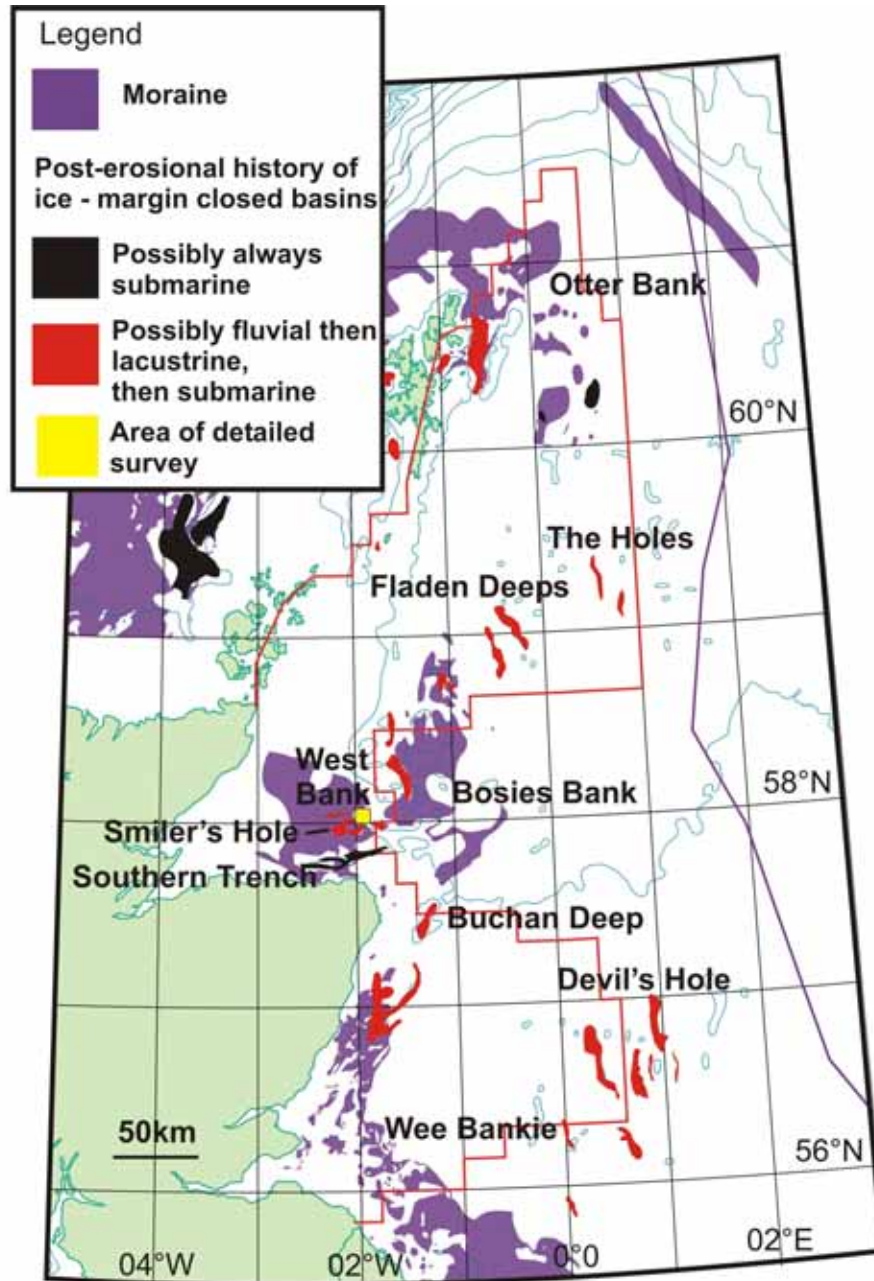 Legend
Moraine
Post-erosional history of
ice - margin closed basins
Possibly always
submarine
Possibly fluvial then
lacustrine,
then submarine
Area of detailed
survey
Otter Bank
60°N
The Holes
Fladen Deeps
West
Bank
58°N
Bosies Bank
Smiler's Hole
Southern Trench
Buchan Deep
Devil's Hole
50km
Wee Bankie
56°N
04°W
02°W
0°0
02°E